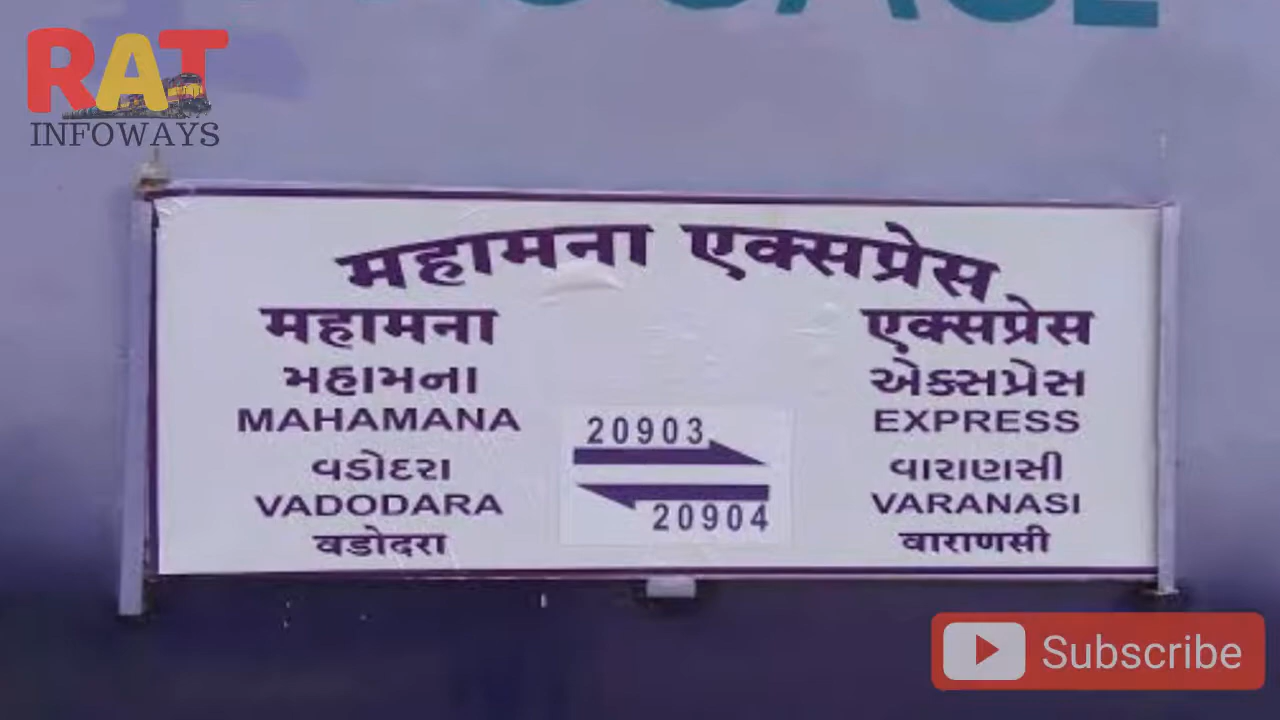 RAT
INFOWAYS
महामना एक्सप्रेस
महामना एक्सप्रेस
મહામના એક્સપ્રેસ
MAHAMANA EXPRESS
20903
વડોદરા વારાણસી
VADODARA VARANASI
20904
वडोदरा वाराणसी
Subscribe